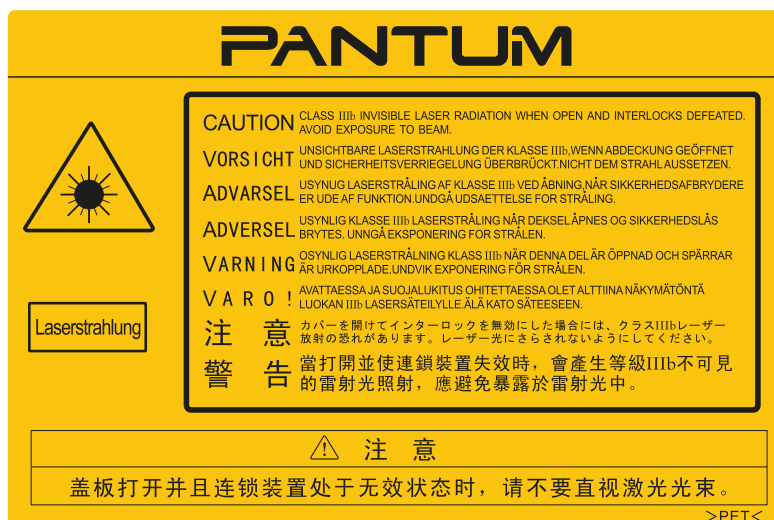 PANTUM
CAUTION CLASS IIIb INVISIBLE LASER RADIATION WHEN OPEN AND INTERLOCKS DEFEATED.
AVOID EXPOSURE TO BEAM.
VORSICHT UNSICHTBARE LASERSTRAHLUNG DER KLASSE IIIb,WENN ABDECKUNG GEÖFFNET
UND SICHERHEITSVERRIEGELUNG ÜBERBRÜCKT.NICHT DEM STRAHL AUSSETZEN.
ADVARSEL USYNUG LASERSTRÅLING AF KLASSE IIIb VED ÅBNING,NÅR SIKKERHEDSAFBRYDERE
ER UDE AF FUNKTION.UNDGÅ UDSAETTELSE FOR STRÅLING.
ADVERSEL USYNLIG KLASSE IIIb LASERSTRÅLING NÅR DEKSEL ÅPNES OG SIKKERHEDSLÅS
BRYTES. UNNGÅ EKSPONERING FOR STRÅLEN.
VARNING OSYNLIG LASERSTRÅLNING KLASS IIIb NÄR DENNA DEL ÄR ÖPPNAD OCH SPÄRRAR
ÄR URKOPPLADE.UNDVIK EXPONERING FÖR STRÅLEN.
VARO! AVATTAESSA JA SUOJALUKITUS OHITETTAESSA OLET ALTTIINA NÄKYMÄTÖNTÄ
LUOKAN IIIb LASERSÄTEILYLLE.ÄLÄ KATO SÄTEESEEN.
Laserstrahlung
注 意 カバーを開けてインターロックを無効にした場合には、クラスIIIbレーザー
放射の恐れがあります。レーザー光にさらされないようにしてください。
警 告 當打開並使連鎖裝置失效時，會產生等級IIIb不可見
的雷射光照射，應避免暴露於雷射光中。
注 意
盖板打开并且连锁装置处于无效状态时，请不要直视激光光束。
>PET<